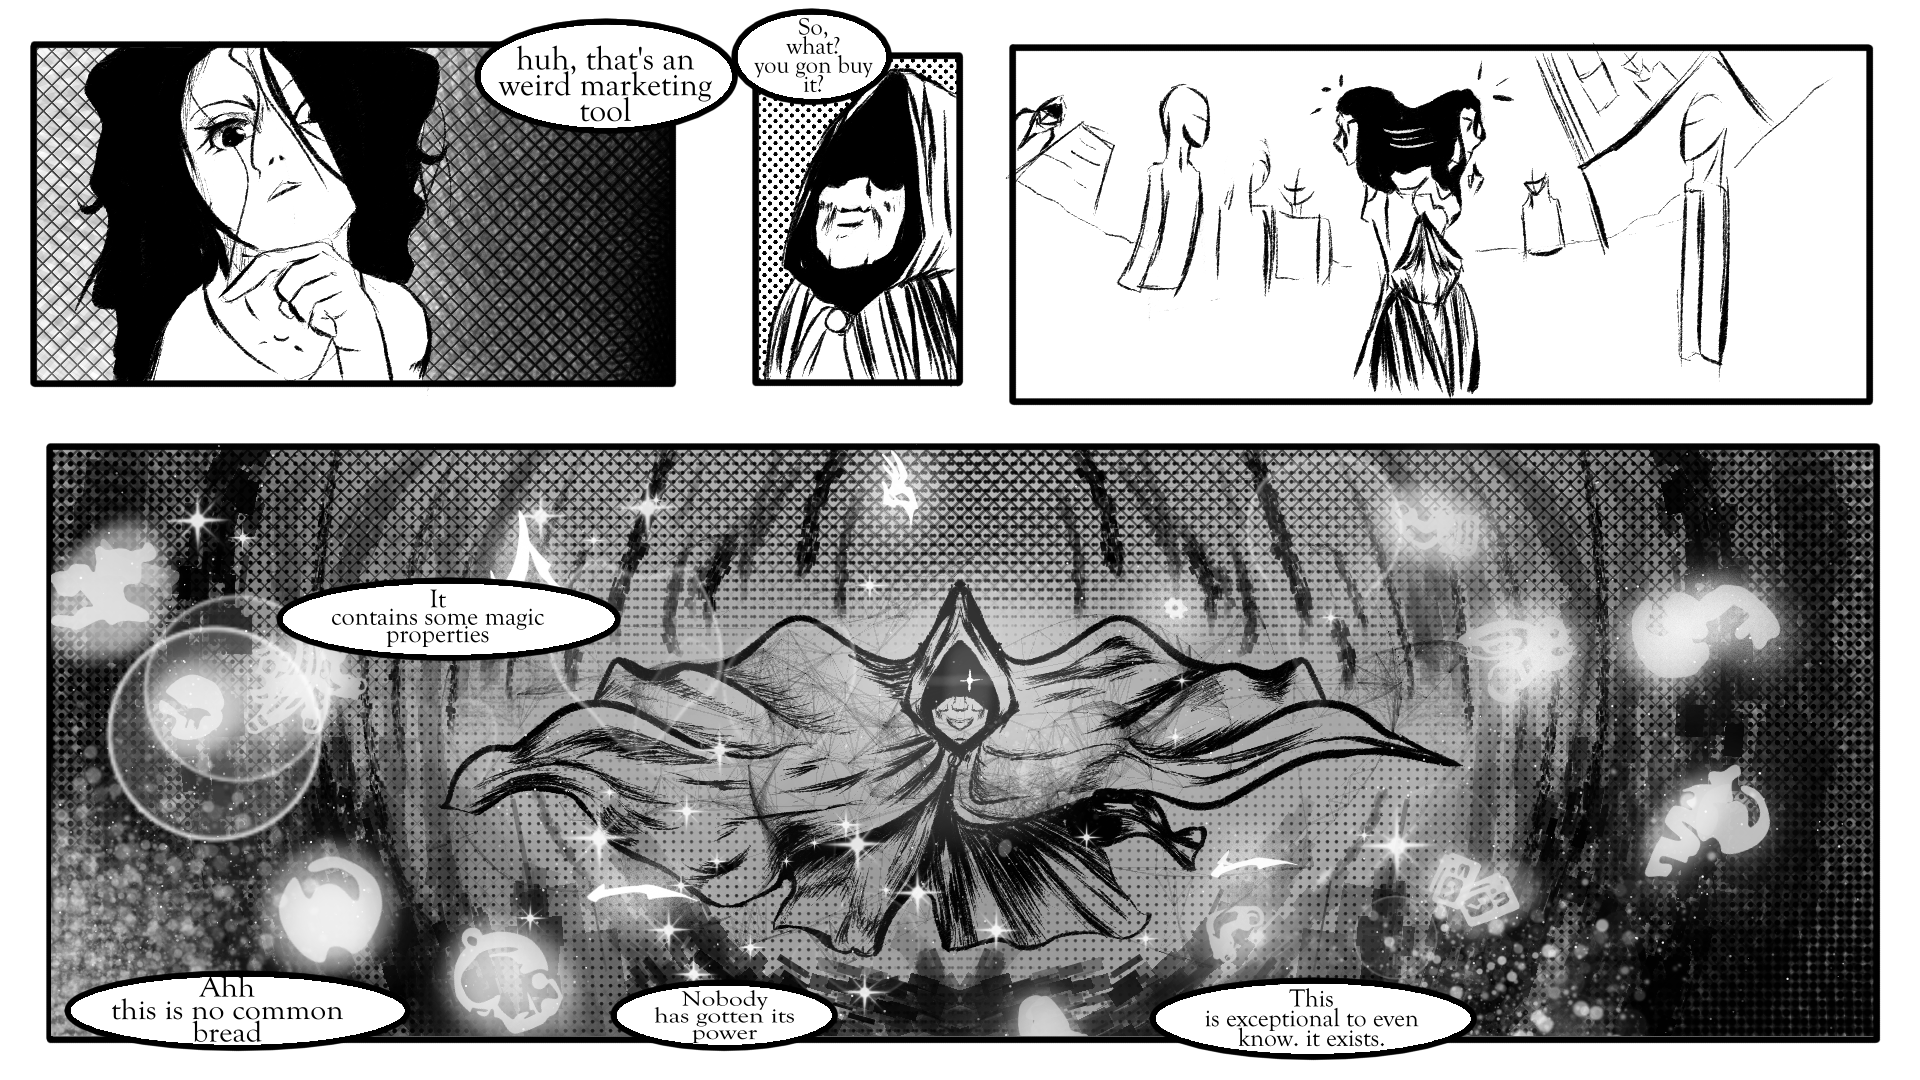 huh, that's an
weird marketing
tool
So,
what?
you gon buy
it?
It
contains some magic
properties
Ahh
this is no common
bread
Nobody
has gotten its
power
This
is exceptional to even
know. it exists.